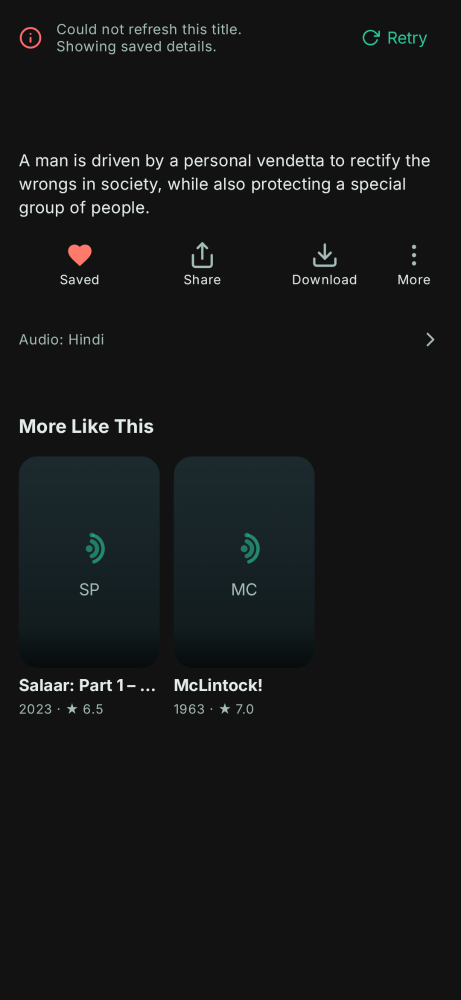 Could not refresh this title.
Showing saved details.
Retry
A man is driven by a personal vendetta to rectify the
wrongs in society, while also protecting a special
group of people.
Saved
Share
Download
More
Audio: Hindi
More Like This
SP
MC
Salaar: Part 1 – ...
McLintock!
2023 · ★ 6.5
1963 · ★ 7.0